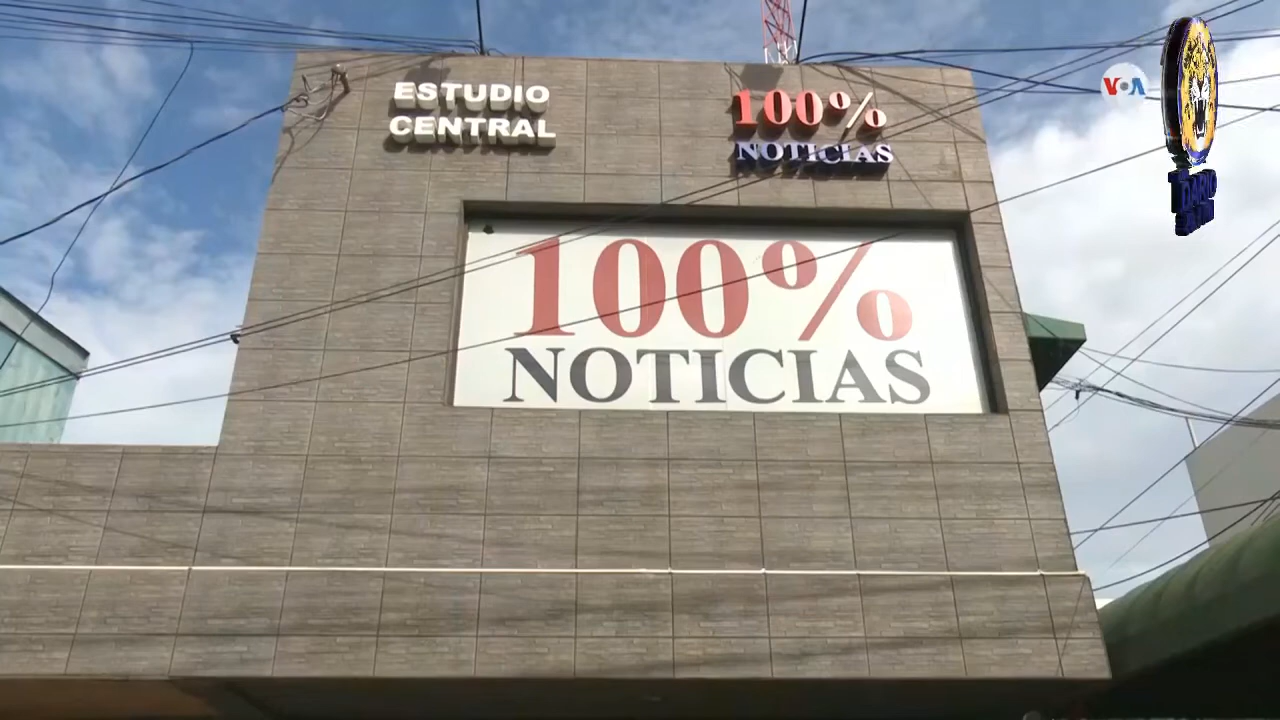 ESTUDIO
CENTRAL
100%
NOTICIAS
VOA
100%
NOTICIAS